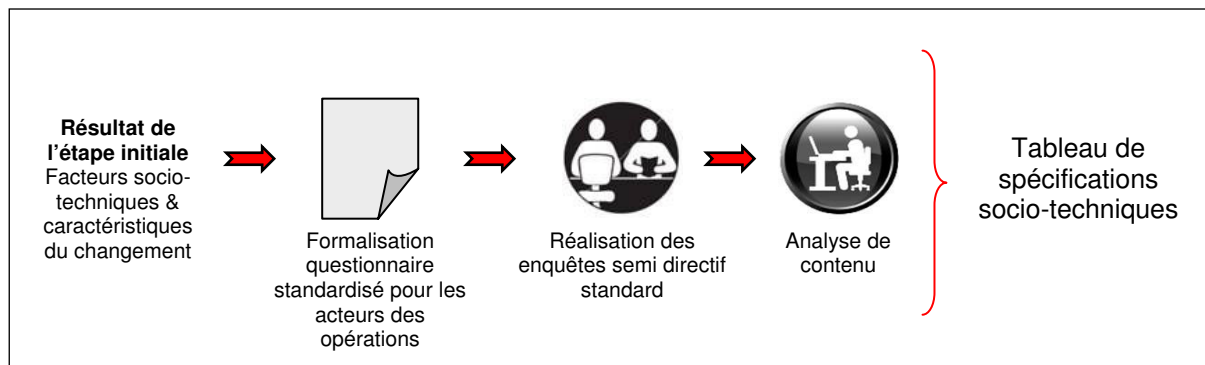 Résultat de
l'étape initiale
Facteurs socio-
techniques &
caractéristiques
du changement
Formalisation
questionnaire
standardisé pour les
acteurs des
opérations
Réalisation des
enquêtes semi directif
standard
Analyse de
contenu
Tableau de
spécifications
socio-techniques